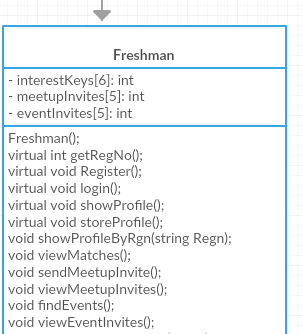 Freshman
- interestKeys[6]: int
- meetupInvites[5]: int
- eventInvites[5]: int
Freshman();
virtual int getRegNo();
virtual void Register();
virtual void login();
virtual void showProfile();
virtual void storeProfile();
void showProfileByRgn(string Regn);
void viewMatches();
void sendMeetupInvite();
void viewMeetupInvites();
void findEvents();
void viewEventInvites();